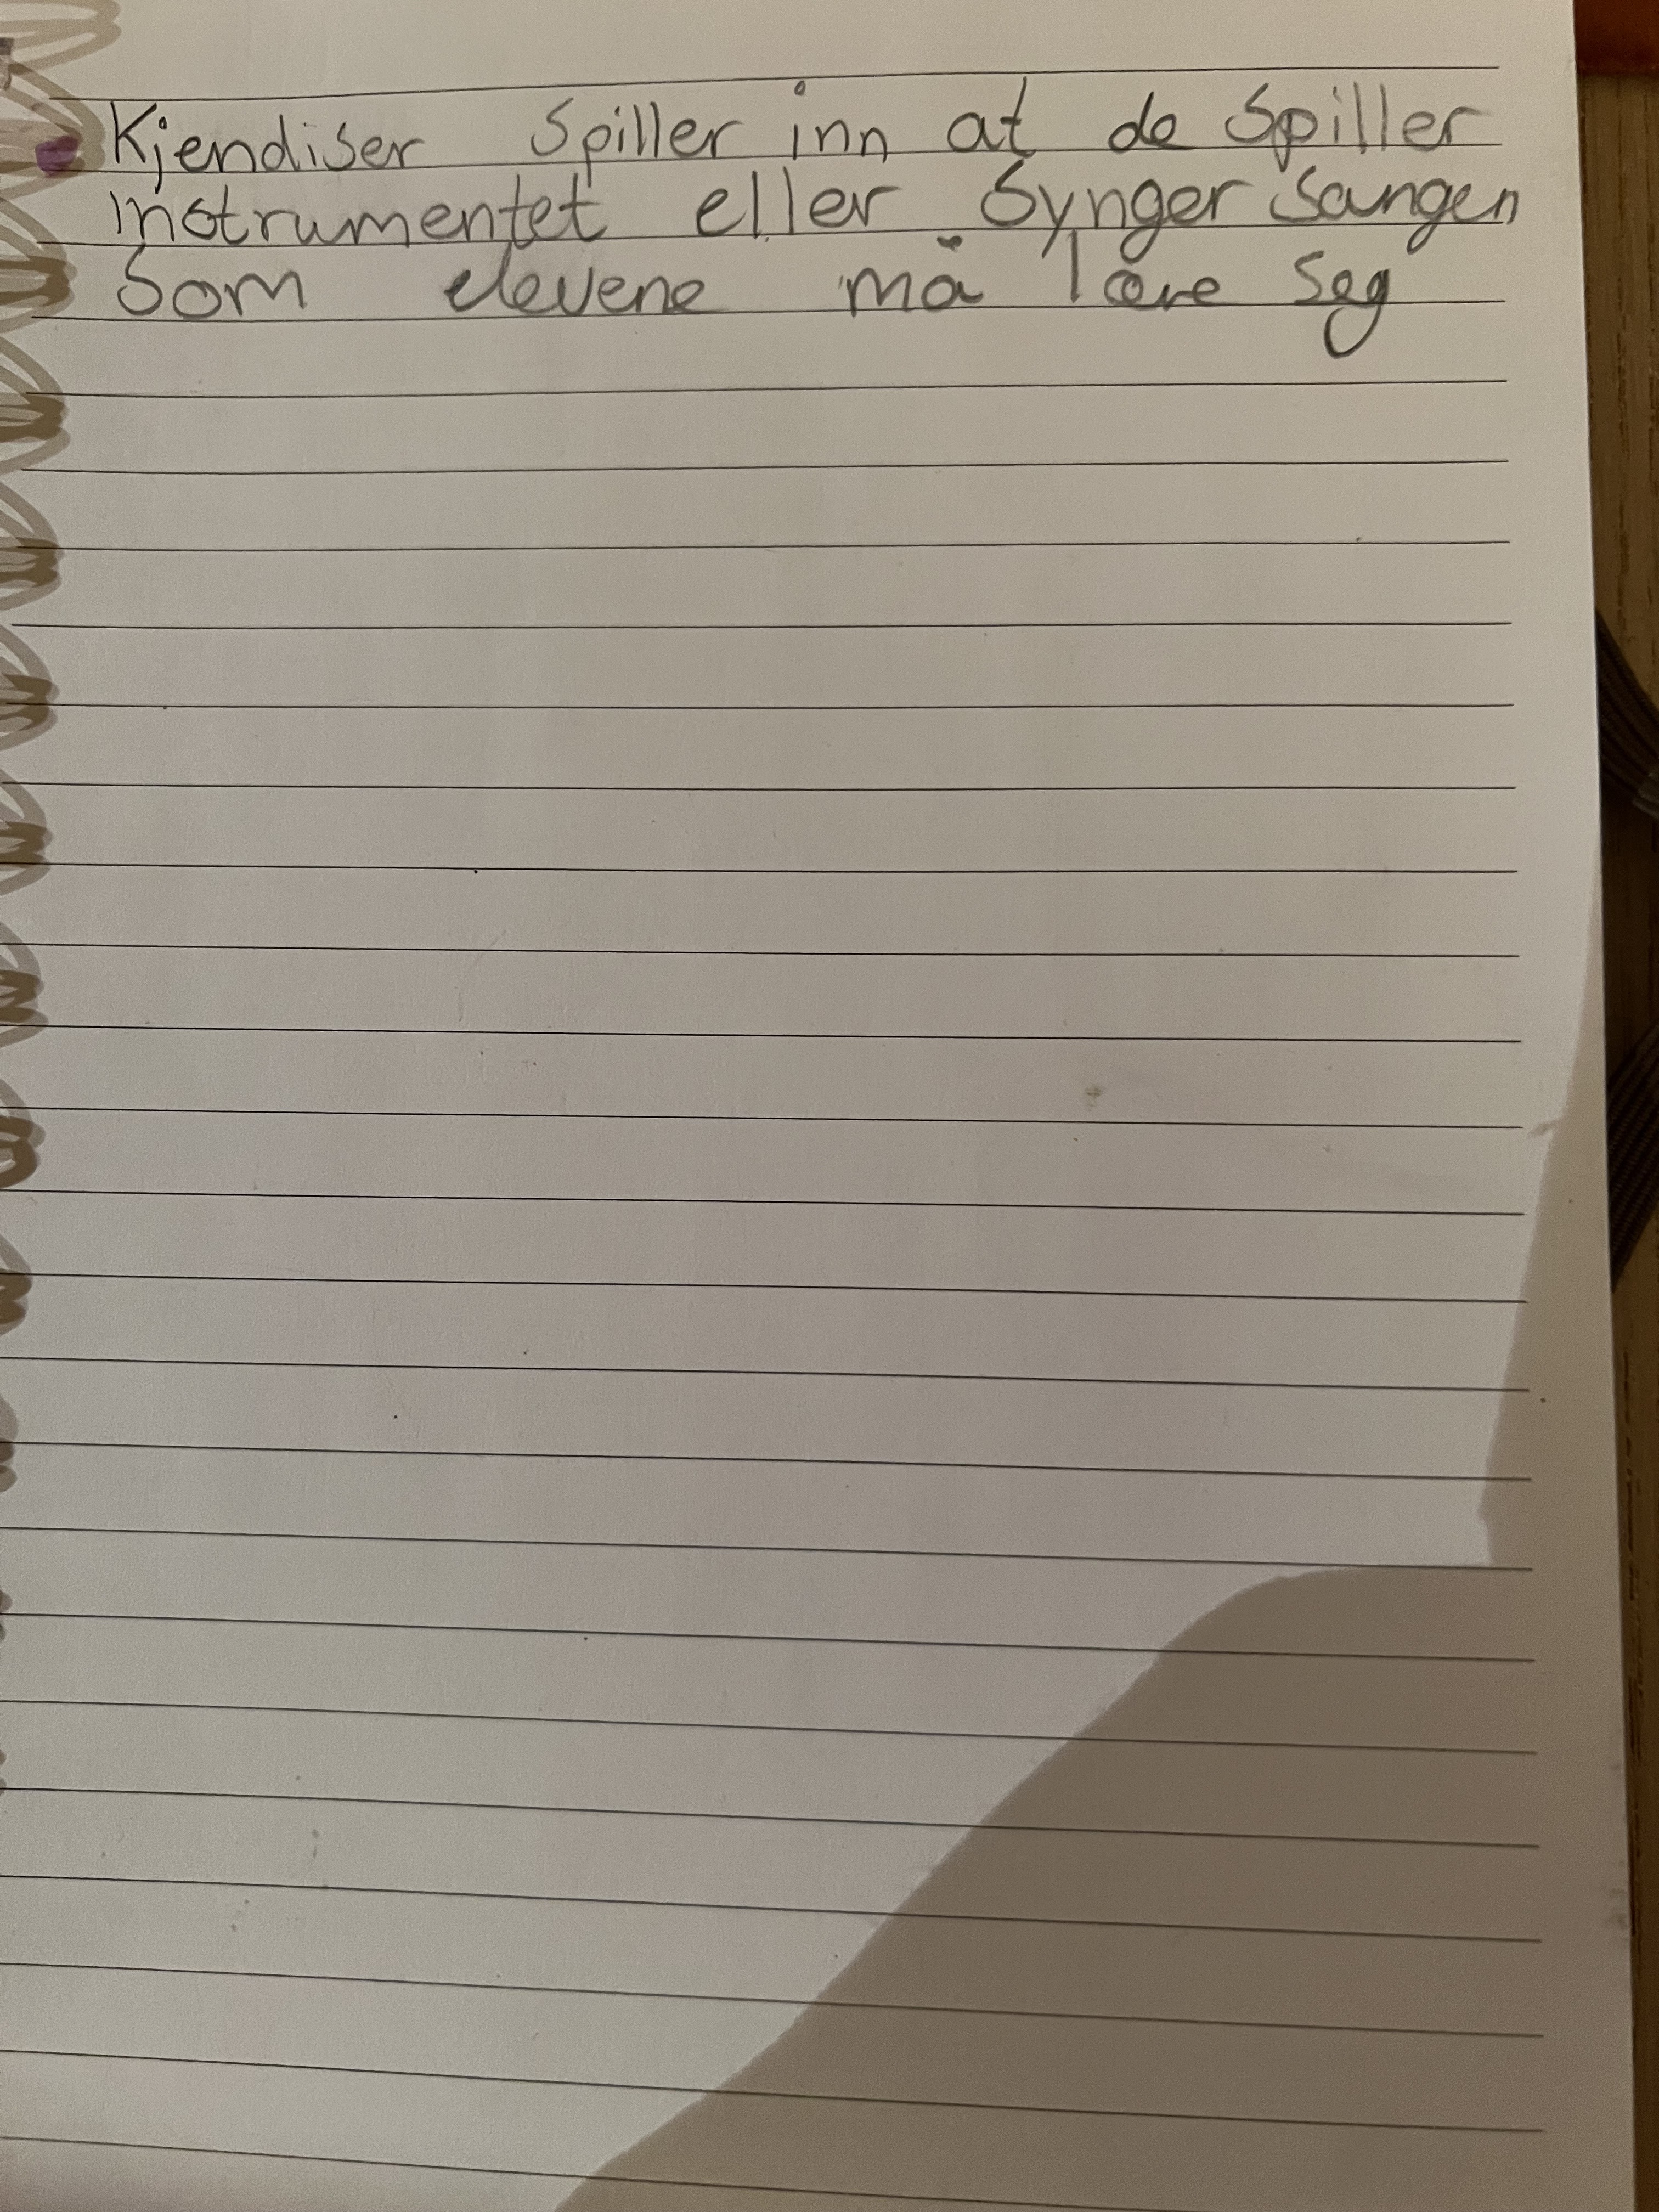 Kjendiser spiller inn at de spiller
instrumentet eller synger sangen
som elevene må lære seg